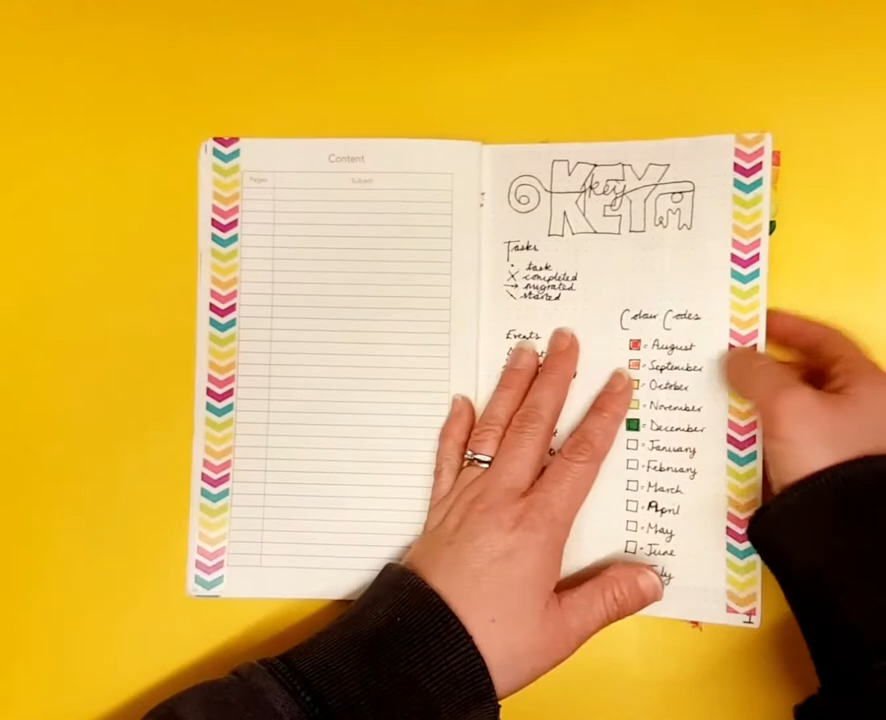 Content
Pages Subject
KEY
key
Tasks
• task
X completed
→ migrated
\ started
Events
Colour Codes
= August
= September
= October
= November
= December
= January
= February
= March
= April
= May
= June
1